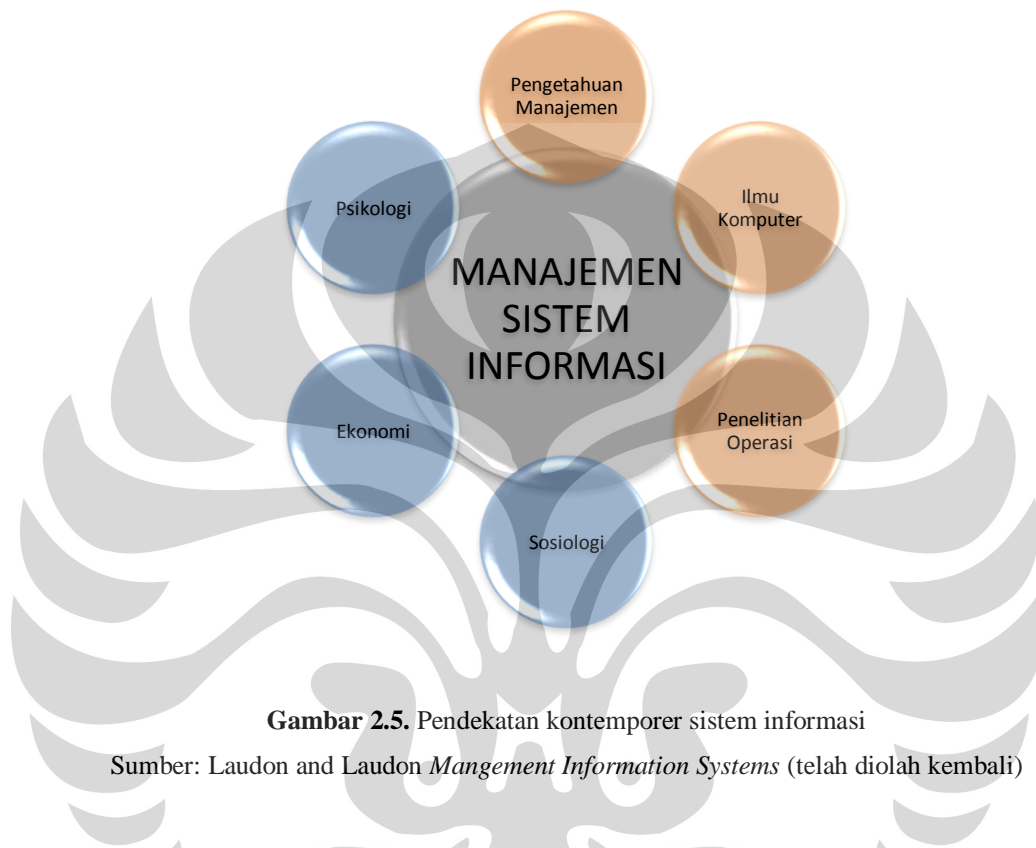 Pengetahuan
Manajemen
Psikologi
Ilmu
Komputer
MANAJEMEN
SISTEM
INFORMASI
Ekonomi
Penelitian
Operasi
Sosiologi
Gambar 2.5. Pendekatan kontemporer sistem informasi
Sumber: Laudon and Laudon Mangement Information Systems (telah diolah kembali)